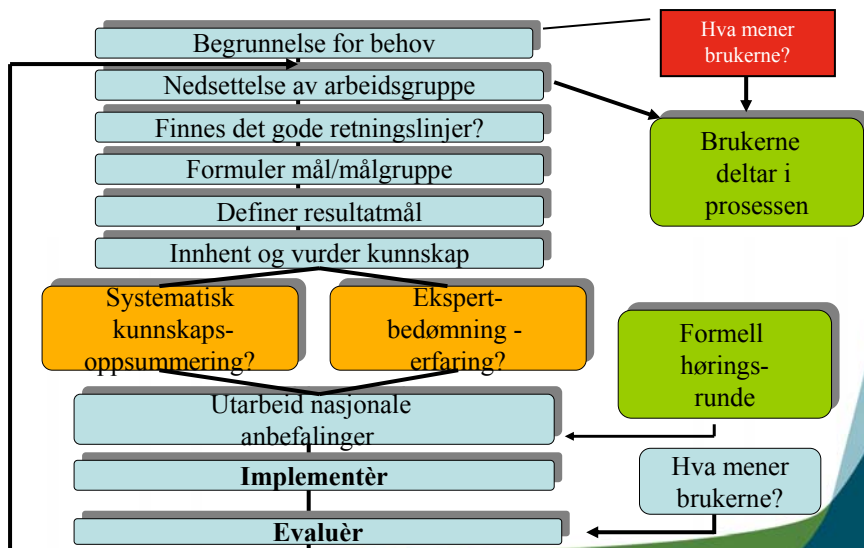 Begrunnelse for behov
Hva mener
brukerne?
Nedsettelse av arbeidsgruppe
Finnes det gode retningslinjer?
Brukerne
deltar i
prosessen
Formuler mål/målgruppe
Definer resultatmål
Innhent og vurder kunnskap
Systematisk
kunnskaps-
oppsummering?
Ekspert-
bedømning -
erfaring?
Formell
hørings-
runde
Utarbeid nasjonale
anbefalinger
Implementèr
Hva mener
brukerne?
Evaluèr